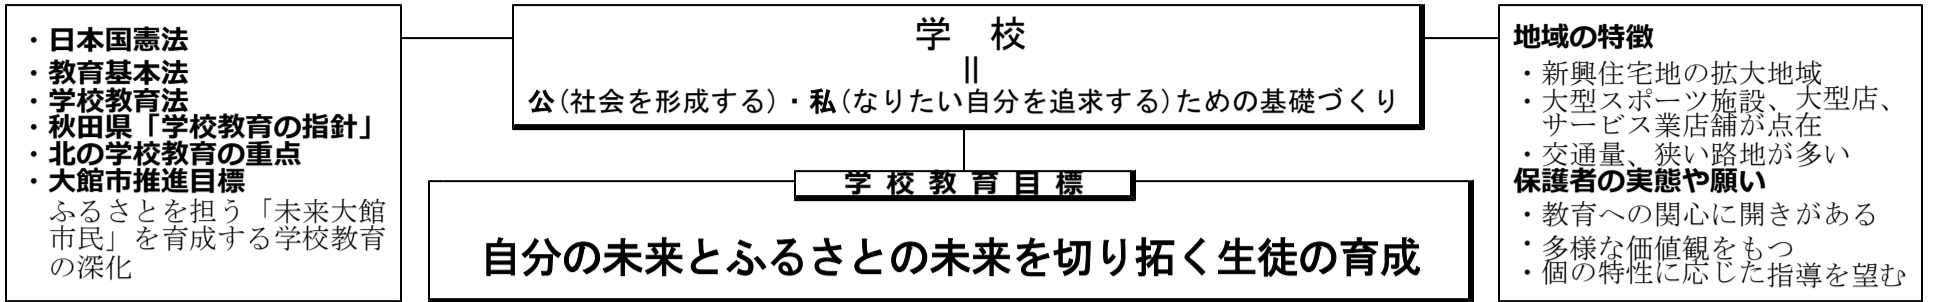 ・日本国憲法
・教育基本法
・学校教育法
・秋田県「学校教育の指針」
・北の学校教育の重点
・大館市推進目標
ふるさとを担う「未来大館
市民」を育成する学校教育
の深化
学　校
||
公(社会を形成する)・私(なりたい自分を追求する)ための基礎づくり
学校教育目標
自分の未来とふるさとの未来を切り拓く生徒の育成
地域の特徴
・新興住宅地の拡大地域
・大型スポーツ施設、大型店、
サービス業店舗が点在
・交通量、狭い路地が多い
保護者の実態や願い
・教育への関心に開きがある
・多様な価値観をもつ
・個の特性に応じた指導を望む